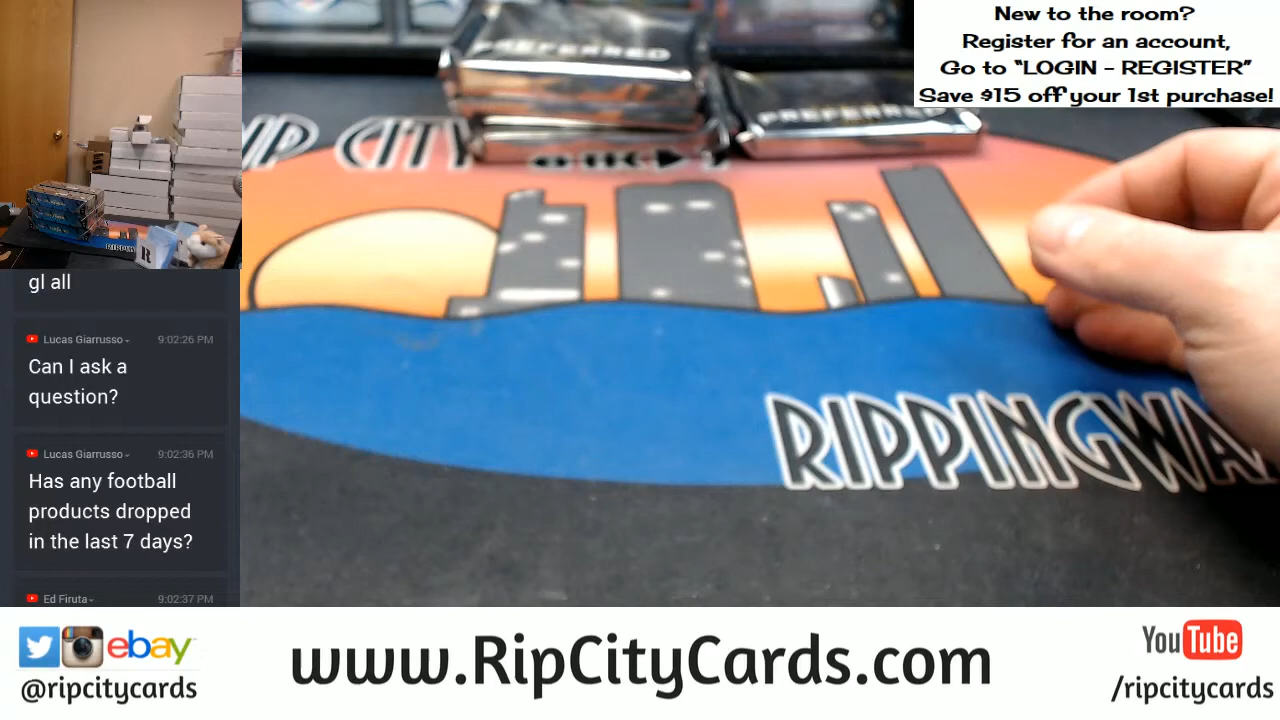 New to the room?
Register for an account,
Go to “LOGIN - REGISTER”
Save $15 off your 1st purchase!
PREFERRED
PREFERRED
RIP CITY
RIPPINGWA
R
gl all
Lucas Giarrusso
9:02:26 PM
Can I ask a
question?
Lucas Giarrusso
9:02:36 PM
Has any football
products dropped
in the last 7 days?
Ed Firuta
9:02:37 PM
ebay
@ripcitycards
www.RipCityCards.com
YouTube
/ripcitycards